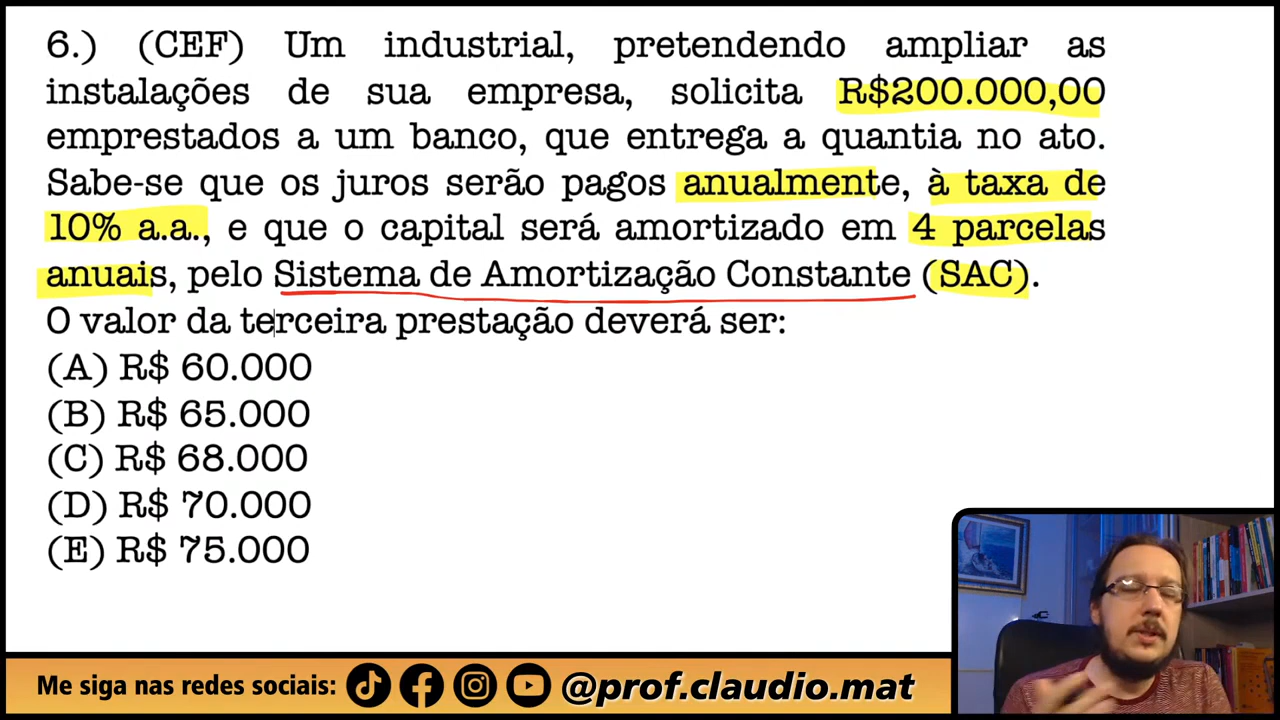 6.) (CEF) Um industrial, pretendendo ampliar as
instalações de sua empresa, solicita R$200.000,00
emprestados a um banco, que entrega a quantia no ato.
Sabe-se que os juros serão pagos anualmente, à taxa de
10% a.a., e que o capital será amortizado em 4 parcelas
anuais, pelo Sistema de Amortização Constante (SAC).
O valor da terceira prestação deverá ser:
(A) R$ 60.000
(B) R$ 65.000
(C) R$ 68.000
(D) R$ 70.000
(E) R$ 75.000
Me siga nas redes sociais: @prof.claudio.mat